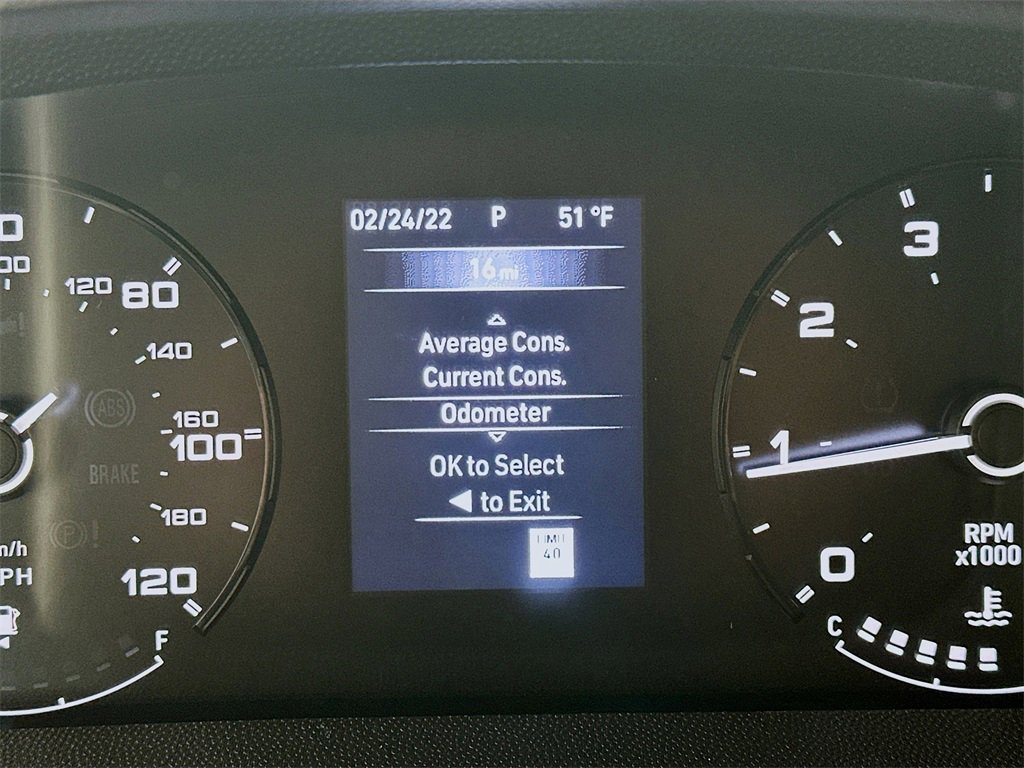 02/24/22 P 51 °F
16 mi
Average Cons.
Current Cons.
Odometer
OK to Select
◀ to Exit
LIMIT
40
120 80
140
160
100
180
120
ABS
BRAKE
P !
F
3
2
1
0
RPM
x1000
C